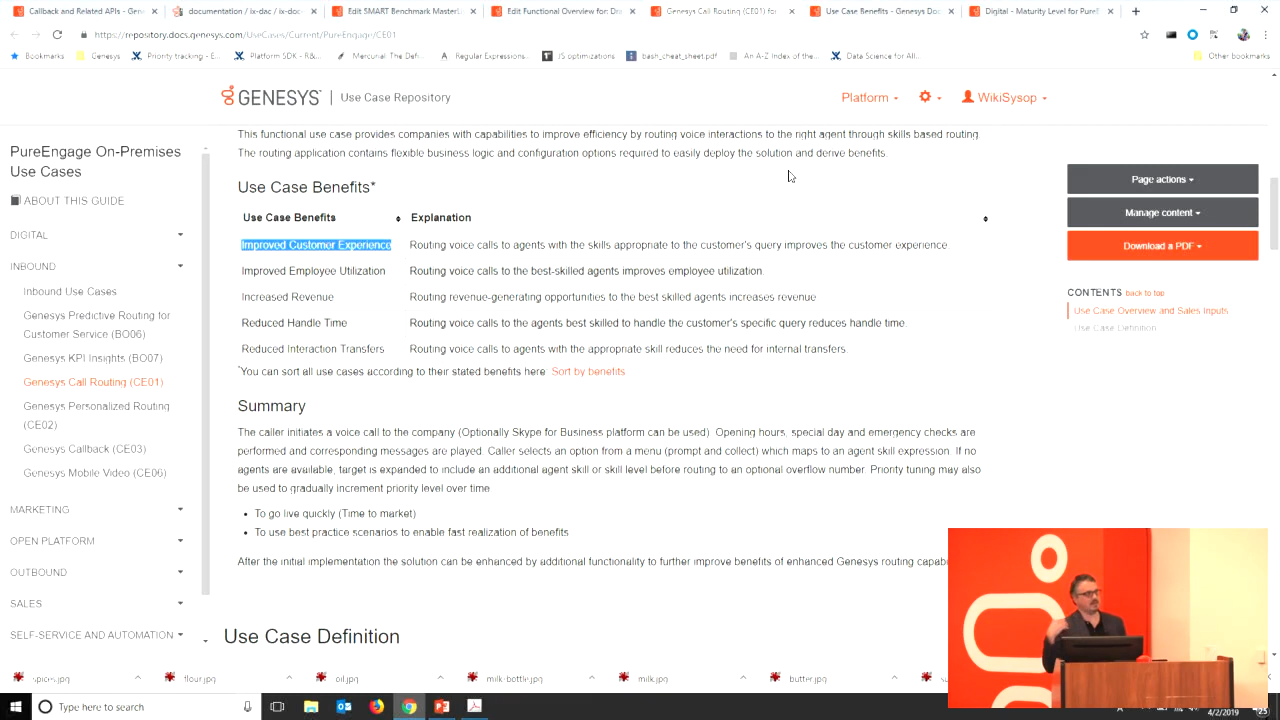 Callback and Related APIs - Gene
documentation / ix-dac / ix-doc
Edit SMART Benchmark Master
Edit Functional Overview for: Dr
Genesys Call Routing (CE01) for
Use Case Benefits - Genesys Doc
Digital - Maturity Level for PureE
https://repository.docs.genesys.com/UseCases/Current/PureEngage/CE01
Bookmarks
Genesys
Priority tracking - E...
Platform SDK - R&...
Mercurial: The Defi...
Regular Expressions...
JS optimizations
bash_cheat_sheet.pdf
An A-Z Index of the...
Data Science for All...
Other bookmarks
GENESYS | Use Case Repository
Platform
WikiSysop
PureEngage On-Premises
Use Cases
ABOUT THIS GUIDE
DIGITAL
INBOUND
Inbound Use Cases
Genesys Predictive Routing for
Customer Service (BO06)
Genesys KPI Insights (BO07)
Genesys Call Routing (CE01)
Genesys Personalized Routing
(CE02)
Genesys Callback (CE03)
Genesys Mobile Video (CE06)
MARKETING
OPEN PLATFORM
OUTBOUND
SALES
SELF-SERVICE AND AUTOMATION
This functional use case provides companies with capabilities to improve efficiency by routing voice interactions to the right agent through skills based routing.
The routing application contains flexible business logic and configuration options required to easily deploy the solution and derive benefits.
Use Case Benefits*
Use Case Benefits Explanation
Improved Customer Experience Routing voice calls to agents with the skills appropriate to the customer's query improves the customer experience
Improved Employee Utilization Routing voice calls to the best-skilled agents improves employee utilization.
Increased Revenue Routing revenue-generating opportunities to the best skilled agents increases revenue
Reduced Handle Time Routing voice calls to the agents best skilled to handle the customer's specific query reduces handle time.
Reduced Interaction Transfers Routing voice calls to agents with the appropriate skill reduces the need for internal transfers.
*You can sort all use cases according to their stated benefits here: Sort by benefits
Summary
The caller initiates a voice call to the company (Optionally Skype for Business platform can be used). Opening hours, special day and emergency checks are
performed and corresponding messages are played. Caller selects an option from a menu (prompt and collect) which maps to an agent skill expression. If no
agents are available, target is expanded to include an additional agent skill or skill level before routing to an optional overflow number. Priority tuning may also
be used to gradually increment priority level over time
• To go live quickly (Time to market)
• To use best practice scenarios to enable fast realization of benefits
After the initial implementation the solution can be enhanced by additional functionality to further improve benefits of enhanced Genesys routing capab
Use Case Definition
Page actions
Manage content
Download a PDF
CONTENTS back to top
Use Case Overview and Sales Inputs
Use Case Definition
spices.jpg
flour.jpg
oil.jpg
milk-bottle.jpg
milk.jpg
butter.jpg
Type here to search
4/2/2019